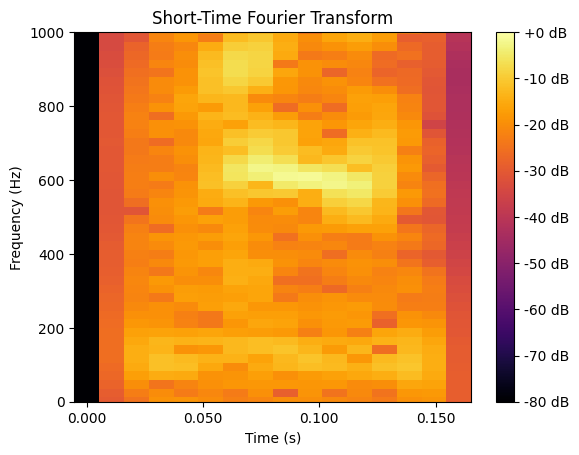 Short-Time Fourier Transform
Frequency (Hz)
1000
800
600
400
200
0
0.000
0.050
0.100
0.150
Time (s)
+0 dB
-10 dB
-20 dB
-30 dB
-40 dB
-50 dB
-60 dB
-70 dB
-80 dB